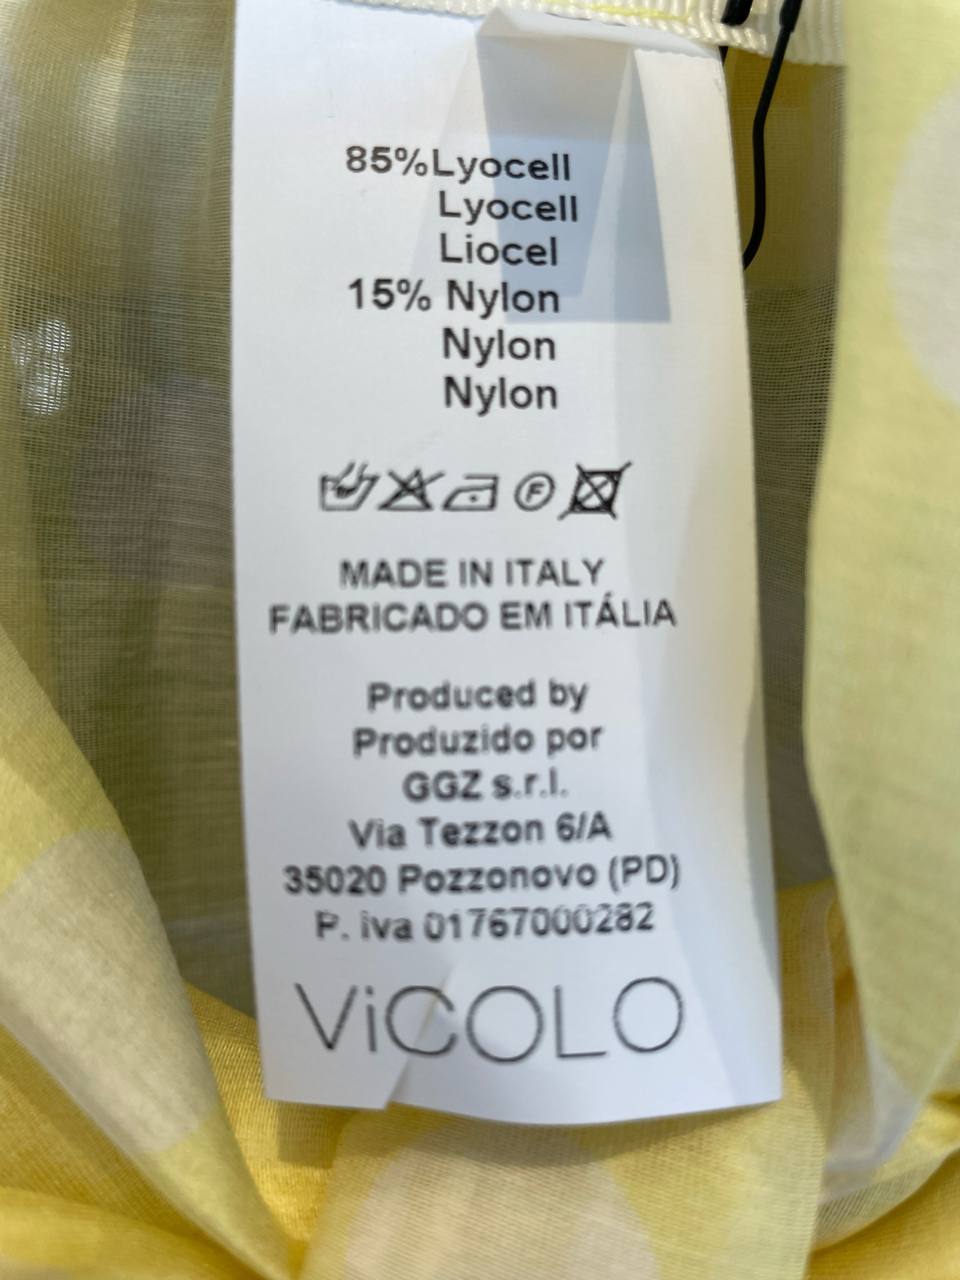 85%Lyocell
Lyocell
Liocel
15% Nylon
Nylon
Nylon
F
MADE IN ITALY
FABRICADO EM ITÁLIA
Produced by
Produzido por
GGZ s.r.l.
Via Tezzon 6/A
35020 Pozzonovo (PD)
P. iva 01767000282
ViCOLO